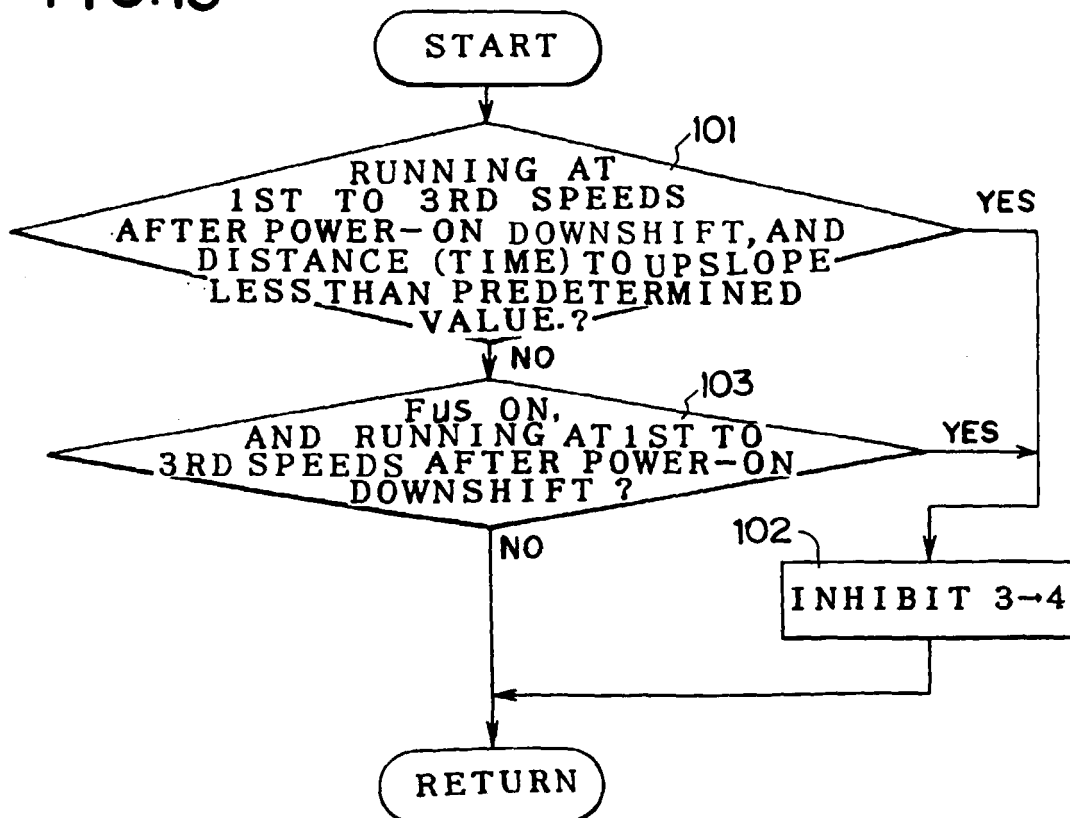 START
101
RUNNING AT
1ST TO 3RD SPEEDS
AFTER POWER-ON DOWNSHIFT, AND
DISTANCE (TIME) TO UPSLOPE
LESS THAN PREDETERMINED
VALUE.?
YES
NO
103
FUS ON,
AND RUNNING AT 1ST TO
3RD SPEEDS AFTER POWER-ON
DOWNSHIFT ?
YES
NO
102
INHIBIT 3→4
RETURN